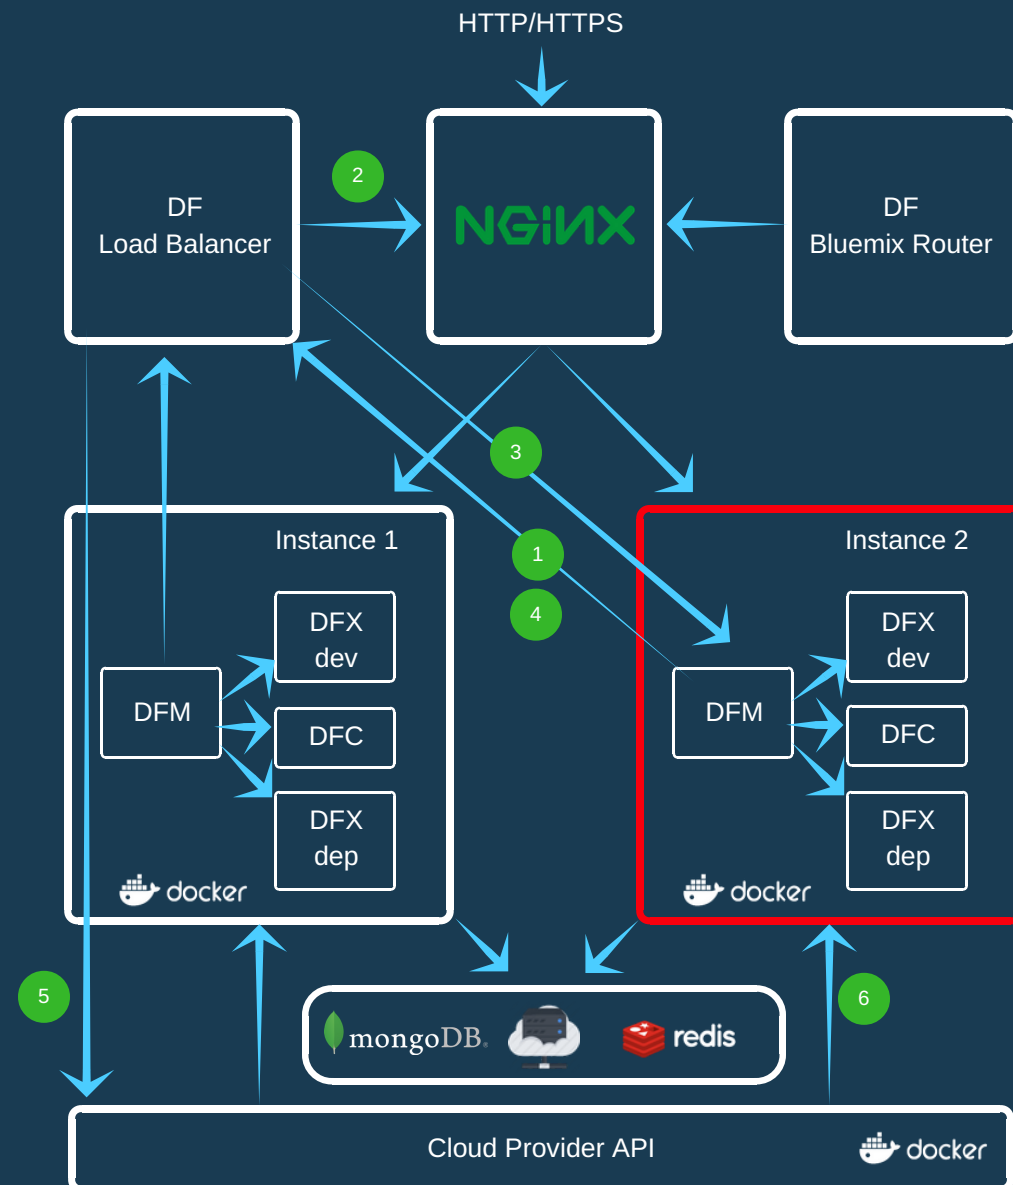 HTTP/HTTPS
DF
Load Balancer
2
NGINX
DF
Bluemix Router
3
1
4
Instance 1
DFX
dev
DFM
DFC
DFX
dep
docker
Instance 2
DFX
dev
DFM
DFC
DFX
dep
docker
5
6
mongoDB
redis
Cloud Provider API
docker